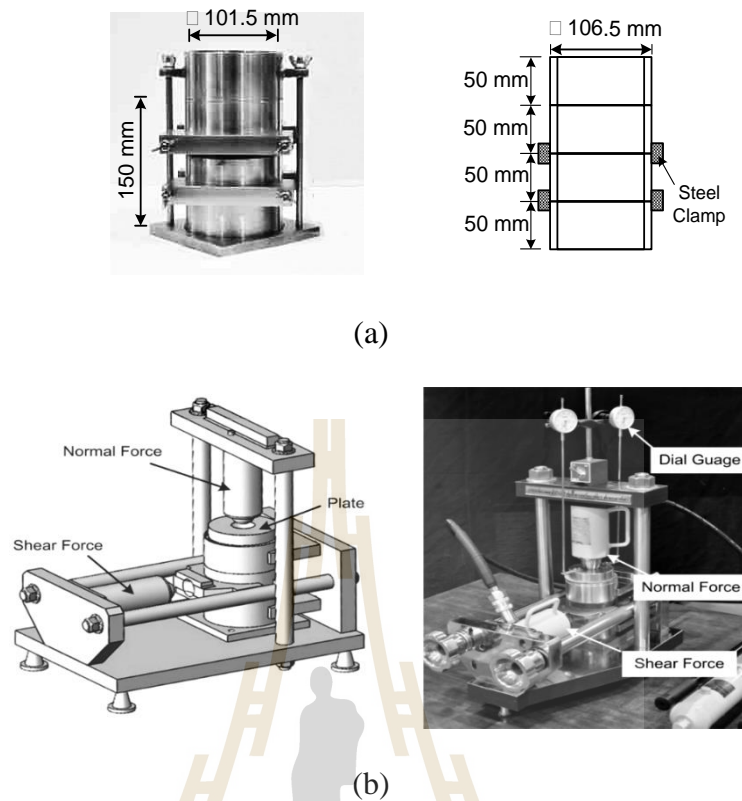 □ 101.5 mm
150 mm
□ 106.5 mm
50 mm
50 mm
50 mm
50 mm
Steel
Clamp
(a)
Normal Force
Plate
Shear Force
Dial Guage
Normal Force
Shear Force
(b)